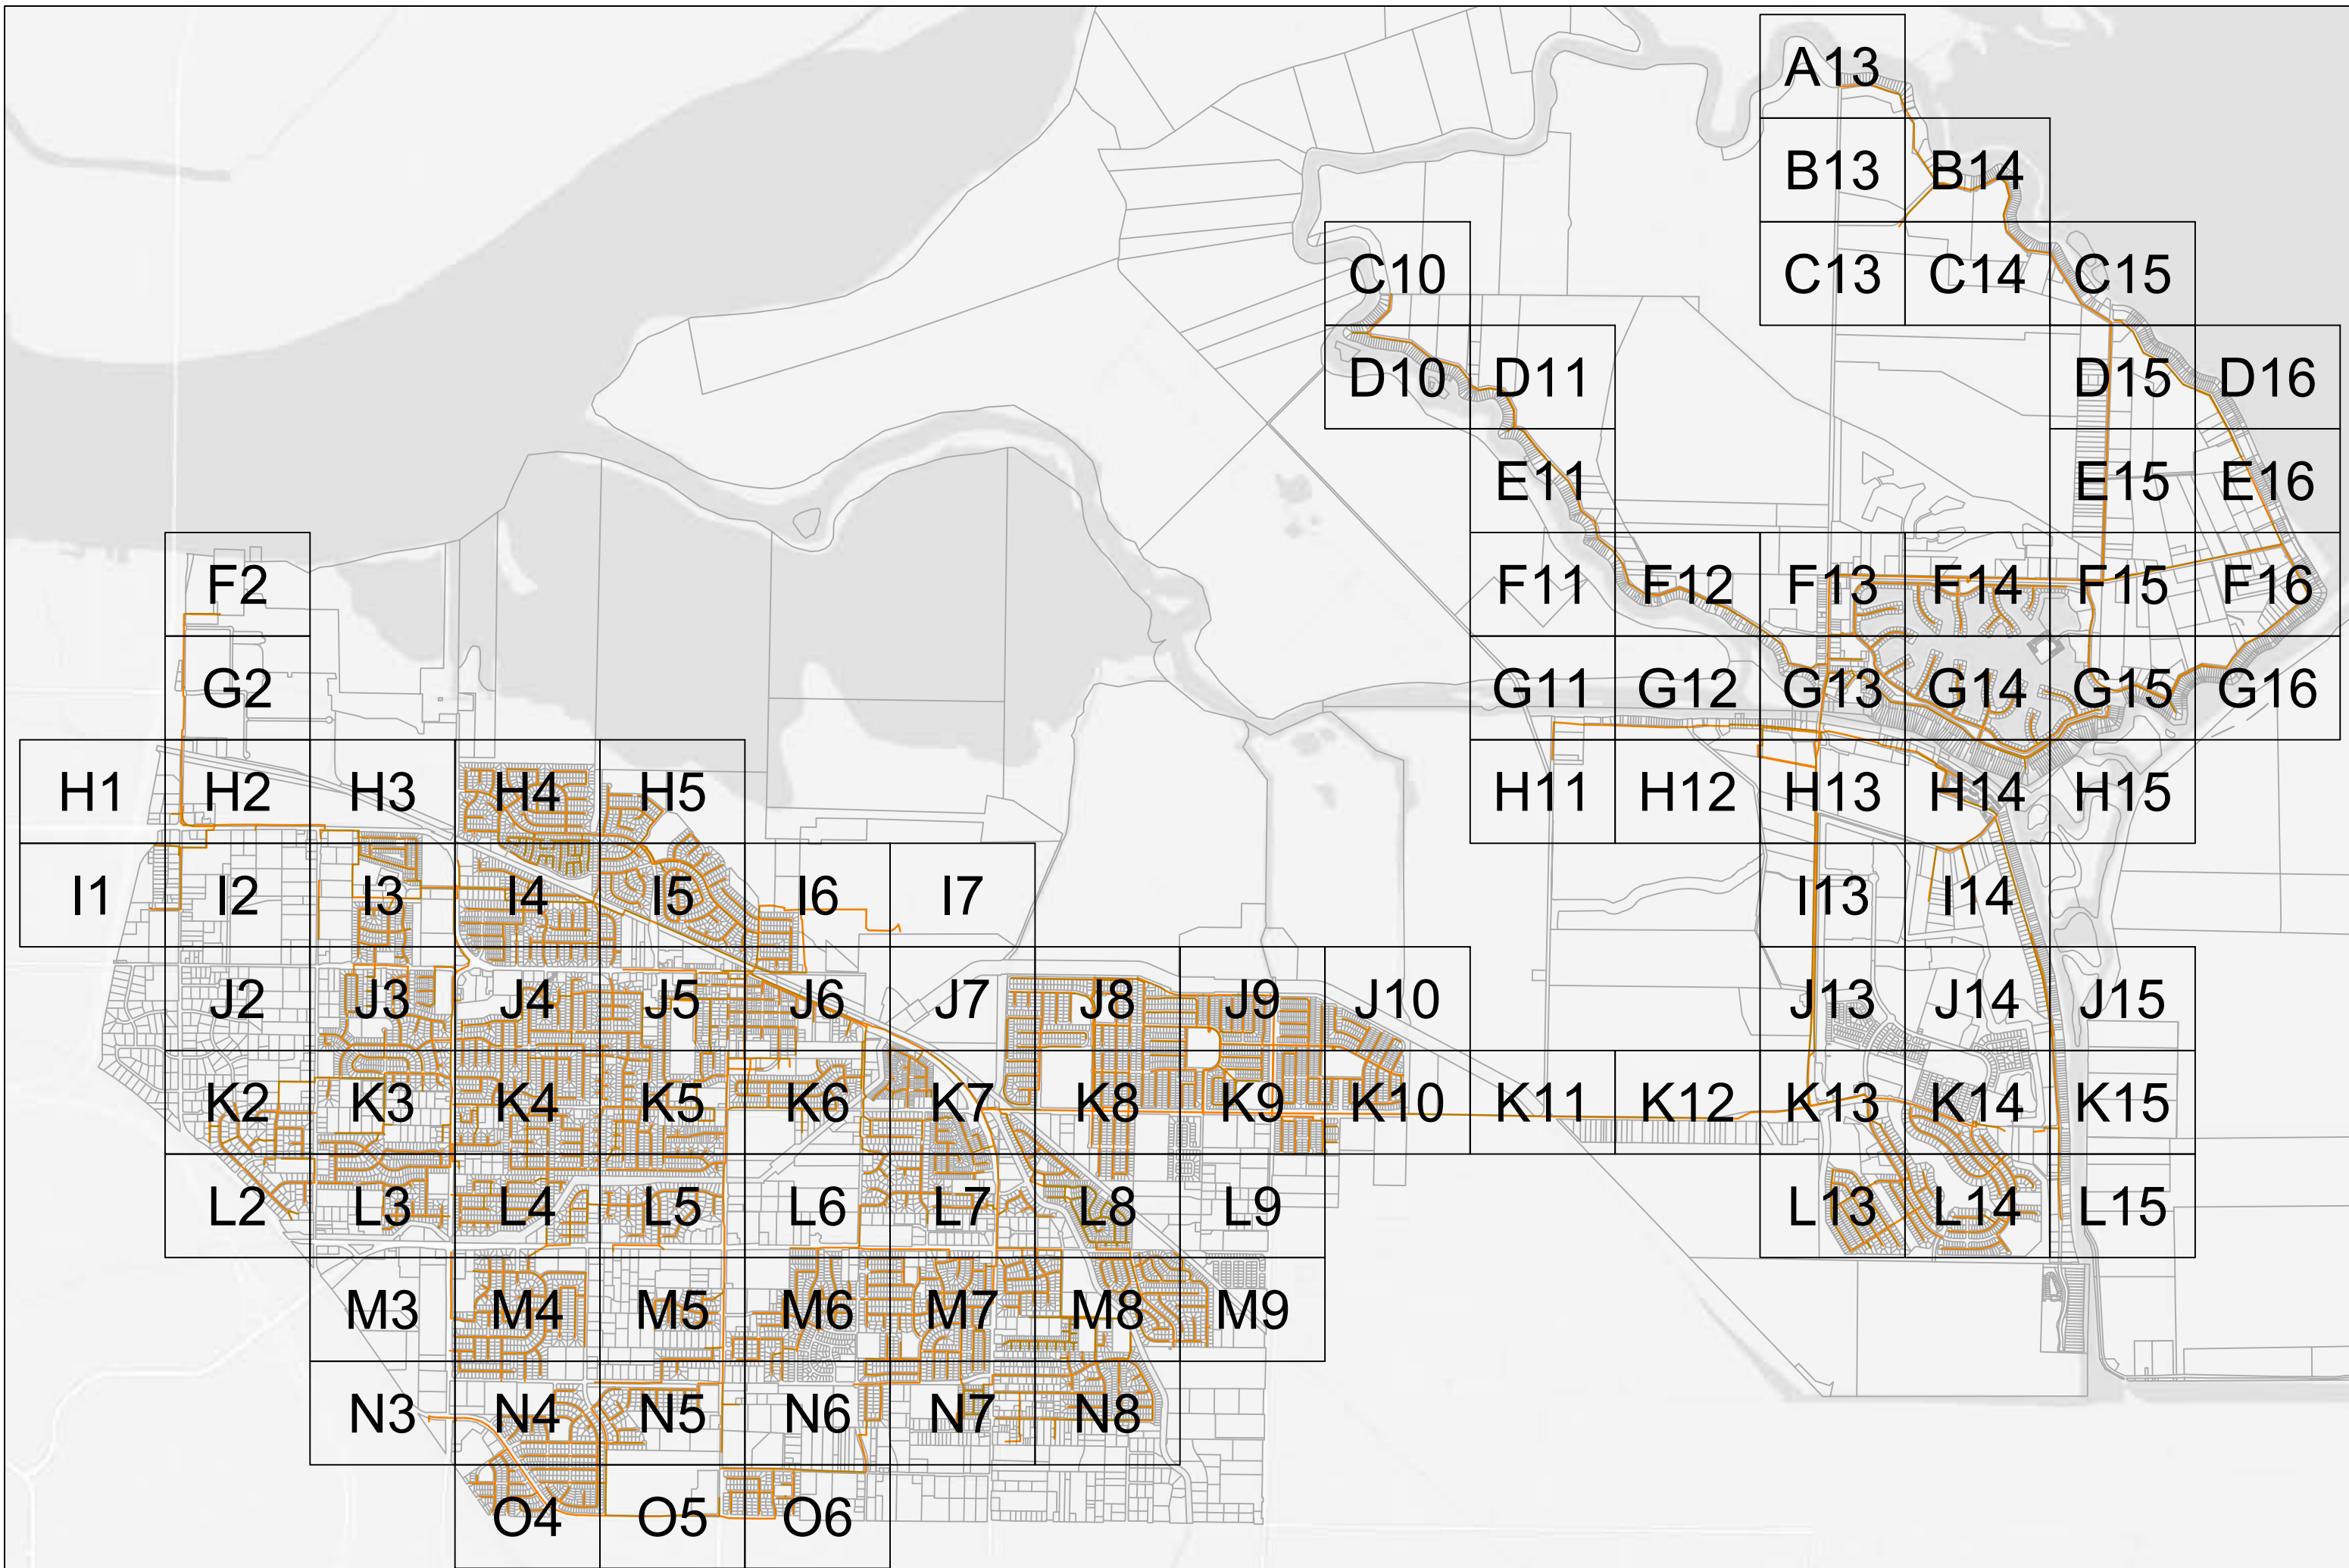 A13
B13 B14
C10 C13 C14 C15
D10 D11 D15 D16
E11 E15 E16
F2 F11 F12 F13 F14 F15 F16
G2 G11 G12 G13 G14 G15 G16
H1 H2 H3 H4 H5 H11 H12 H13 H14 H15
I1 I2 I3 I4 I5 I6 I7 I13 I14
J2 J3 J4 J5 J6 J7 J8 J9 J10 J13 J14 J15
K2 K3 K4 K5 K6 K7 K8 K9 K10 K11 K12 K13 K14 K15
L2 L3 L4 L5 L6 L7 L8 L9 L13 L14 L15
M3 M4 M5 M6 M7 M8 M9
N3 N4 N5 N6 N7 N8
O4 O5 O6